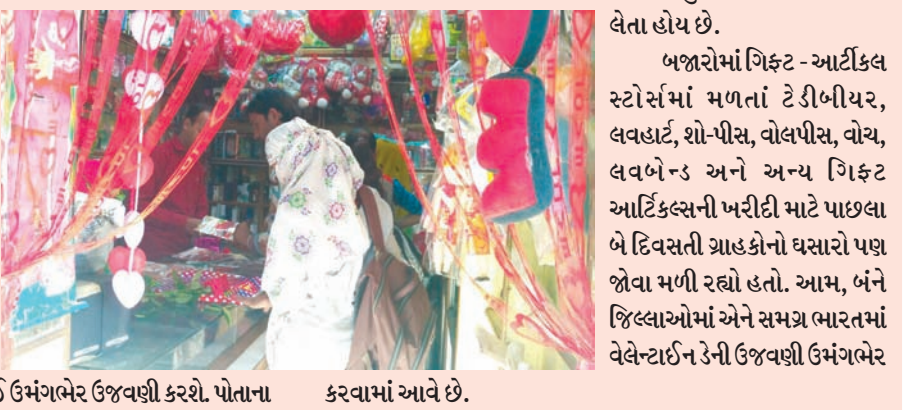 લેતા હોય છે.
બજારોમાં ગિફ્ટ - આર્ટીકલ
સ્ટોર્સમાં મળતાં ટેડીબીયર,
લવહાર્ટ, શો-પીસ, વોલપીસ, વોચ,
લવબેન્ડ અને અન્ય ગિફ્ટ
આર્ટિકલ્સની ખરીદી માટે પાછલા
બે દિવસતી ગ્રાહકોનો ઘસારો પણ
જોવા મળી રહ્યો હતો. આમ, બંને
જિલ્લાઓમાં એને સમગ્ર ભારતમાં
વેલેન્ટાઈન ડેની ઉજવણી ઉમંગભેર
ઉમંગભેર ઉજવણી કરશે. પોતાના
કરવામાં આવે છે.